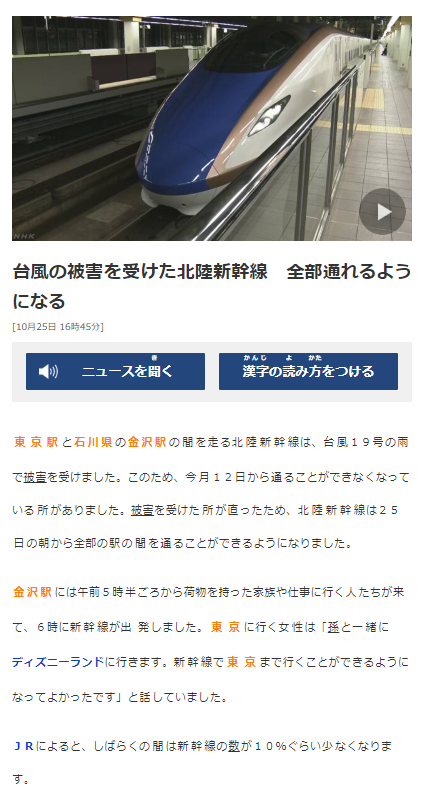 NHK
台風の被害を受けた北陸新幹線　全部通れるよう
になる
[10月25日 16時45分]
ニュースを聞く
き
漢字の読み方をつける
かんじ よ かた
東京駅と石川県の金沢駅の間を走る北陸新幹線は、台風１９号の雨
で被害を受けました。このため、今月１２日から通ることができなくなって
いる所がありました。被害を受けた所が直ったため、北陸新幹線は２５
日の朝から全部の駅の間を通ることができるようになりました。
金沢駅には午前５時半ごろから荷物を持った家族や仕事に行く人たちが来
て、６時に新幹線が出発しました。東京に行く女性は「孫と一緒に
ディズニーランドに行きます。新幹線で東京まで行くことができるように
なってよかったです」と話していました。
ＪＲによると、しばらくの間は新幹線の数が１０％ぐらい少なくなりま
す。